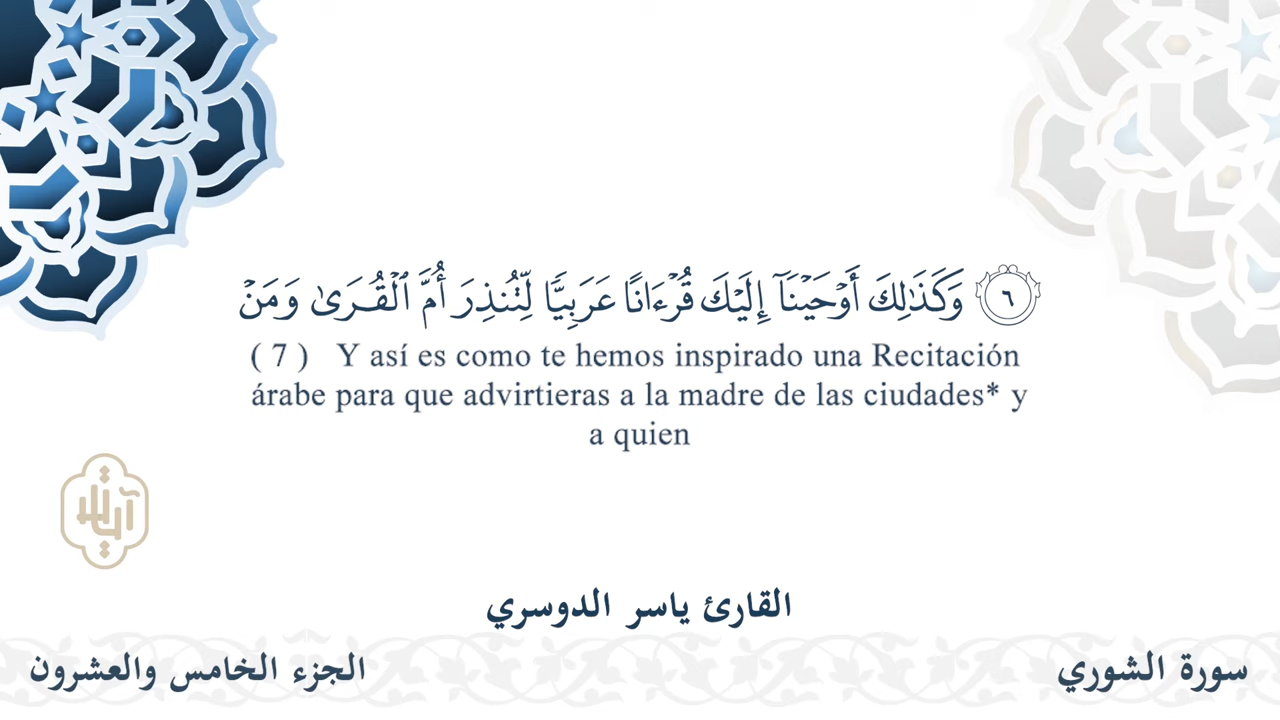 ٦ وَكَذَٰلِكَ أَوۡحَيۡنَآ إِلَيۡكَ قُرۡءَانًا عَرَبِيّٗا لِّتُنذِرَ أُمَّ ٱلۡقُرَىٰ وَمَنۡ
( 7 ) Y así es como te hemos inspirado una Recitación
árabe para que advirtieras a la madre de las ciudades* y
a quien
آيات
القارئ ياسر الدوسري
سورة الشوري
الجزء الخامس والعشرون